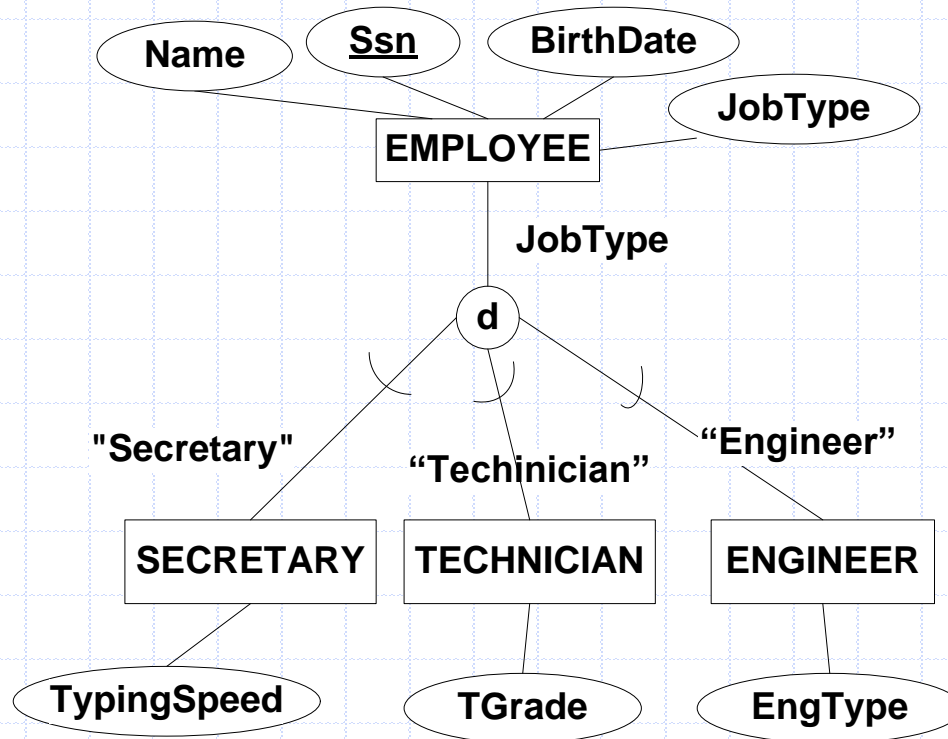 Name
Ssn
BirthDate
JobType
EMPLOYEE
JobType
d
"Secretary"
“Techinician”
“Engineer”
SECRETARY
TECHNICIAN
ENGINEER
TypingSpeed
TGrade
EngType